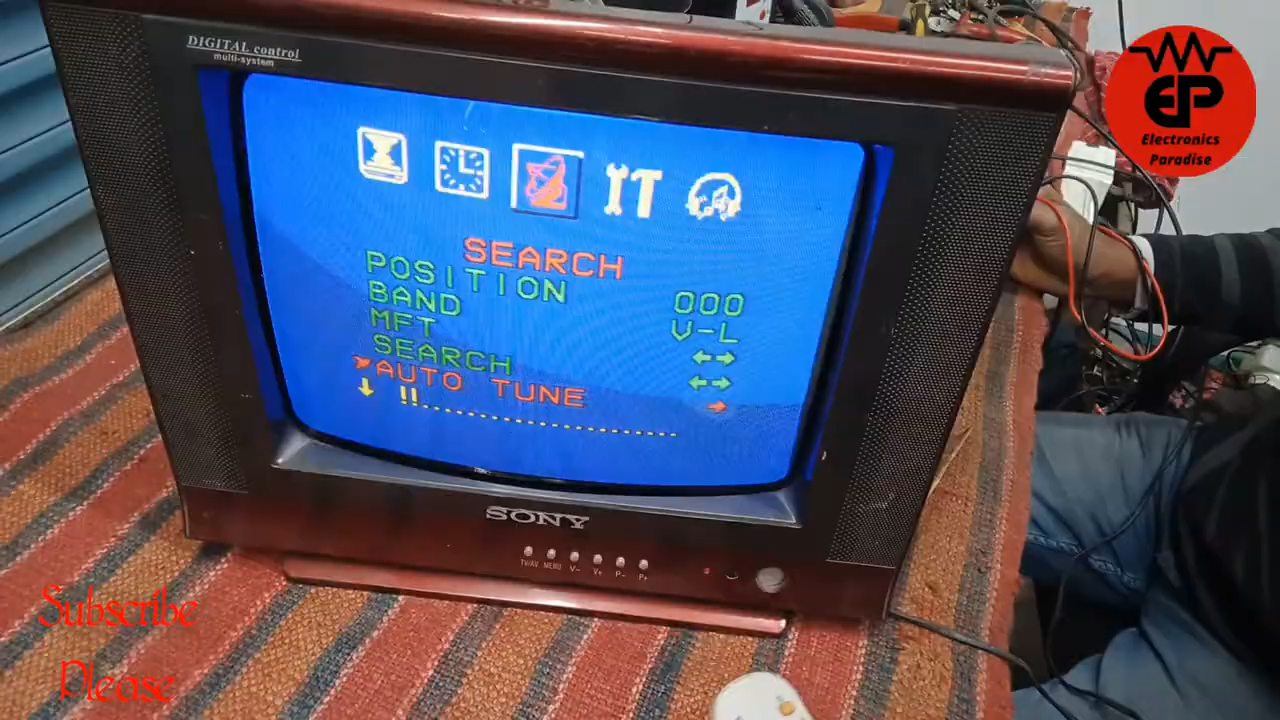 DIGITAL control
multi-system
EP
Electronics
Paradise
SEARCH
POSITION 000
BAND V-L
MFT
SEARCH
AUTO TUNE
SONY
TV/AV MENU V- V+ P- P+
Subscribe
Please